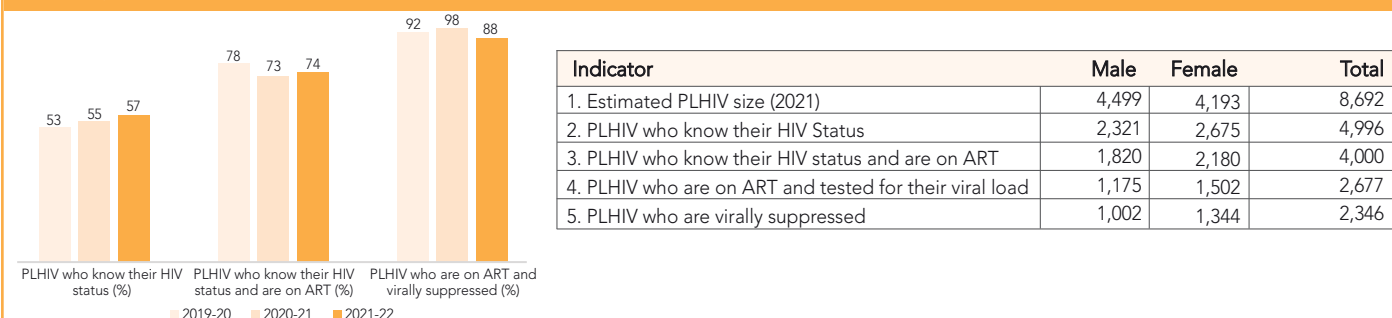 92 98 88
78 73 74
53 55 57
PLHIV who know their HIV status (%)
PLHIV who know their HIV status and are on ART (%)
PLHIV who are on ART and virally suppressed (%)
2019-20 2020-21 2021-22
Indicator Male Female Total
1. Estimated PLHIV size (2021) 4,499 4,193 8,692
2. PLHIV who know their HIV Status 2,321 2,675 4,996
3. PLHIV who know their HIV status and are on ART 1,820 2,180 4,000
4. PLHIV who are on ART and tested for their viral load 1,175 1,502 2,677
5. PLHIV who are virally suppressed 1,002 1,344 2,346